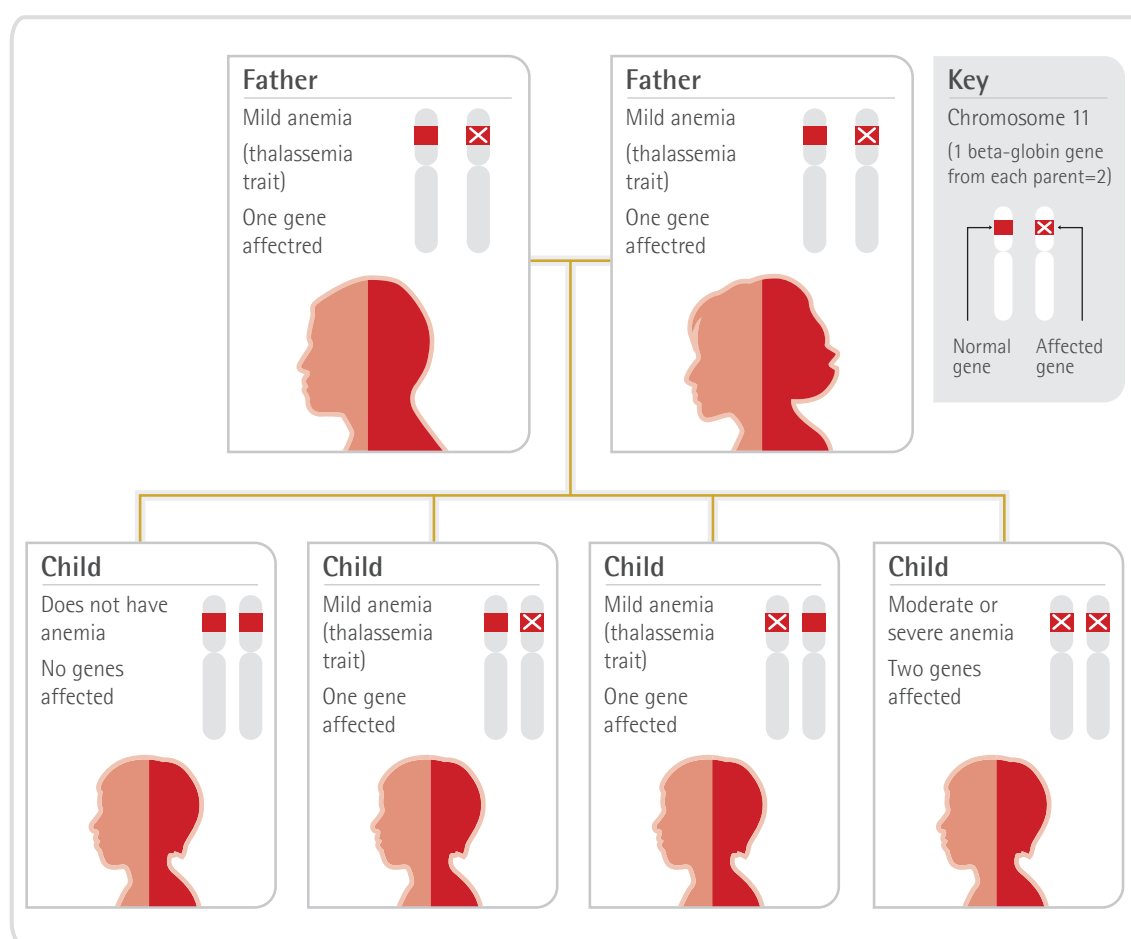 Father
Mild anemia
(thalassemia
trait)
One gene
affectred
Father
Mild anemia
(thalassemia
trait)
One gene
affectred
Key
Chromosome 11
(1 beta-globin gene
from each parent=2)
Normal
gene
Affected
gene
Child
Does not have
anemia
No genes
affected
Child
Mild anemia
(thalassemia
trait)
One gene
affected
Child
Mild anemia
(thalassemia
trait)
One gene
affected
Child
Moderate or
severe anemia
Two genes
affected